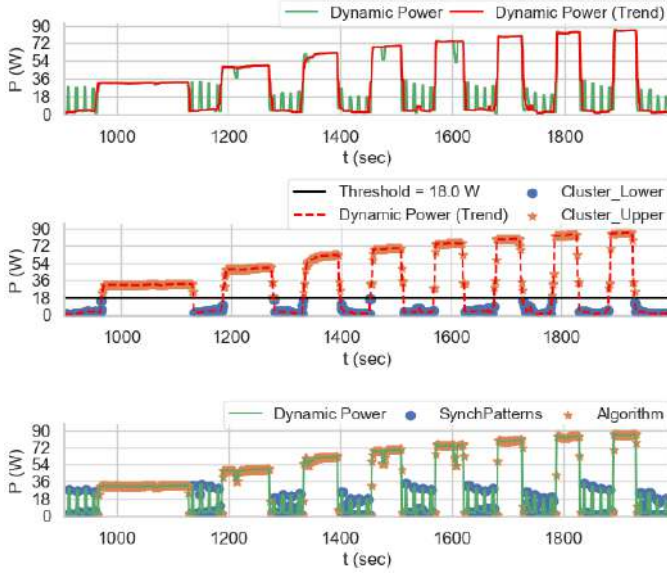 Dynamic Power Dynamic Power (Trend)
90
72
54
36
18
0
P (W)
1000 1200 1400 1600 1800
t (sec)
Threshold = 18.0 W Cluster_Lower
Dynamic Power (Trend) Cluster_Upper
90
72
54
36
18
0
P (W)
1000 1200 1400 1600 1800
t (sec)
Dynamic Power SynchPatterns Algorithm
90
72
54
36
18
0
P (W)
1000 1200 1400 1600 1800
t (sec)